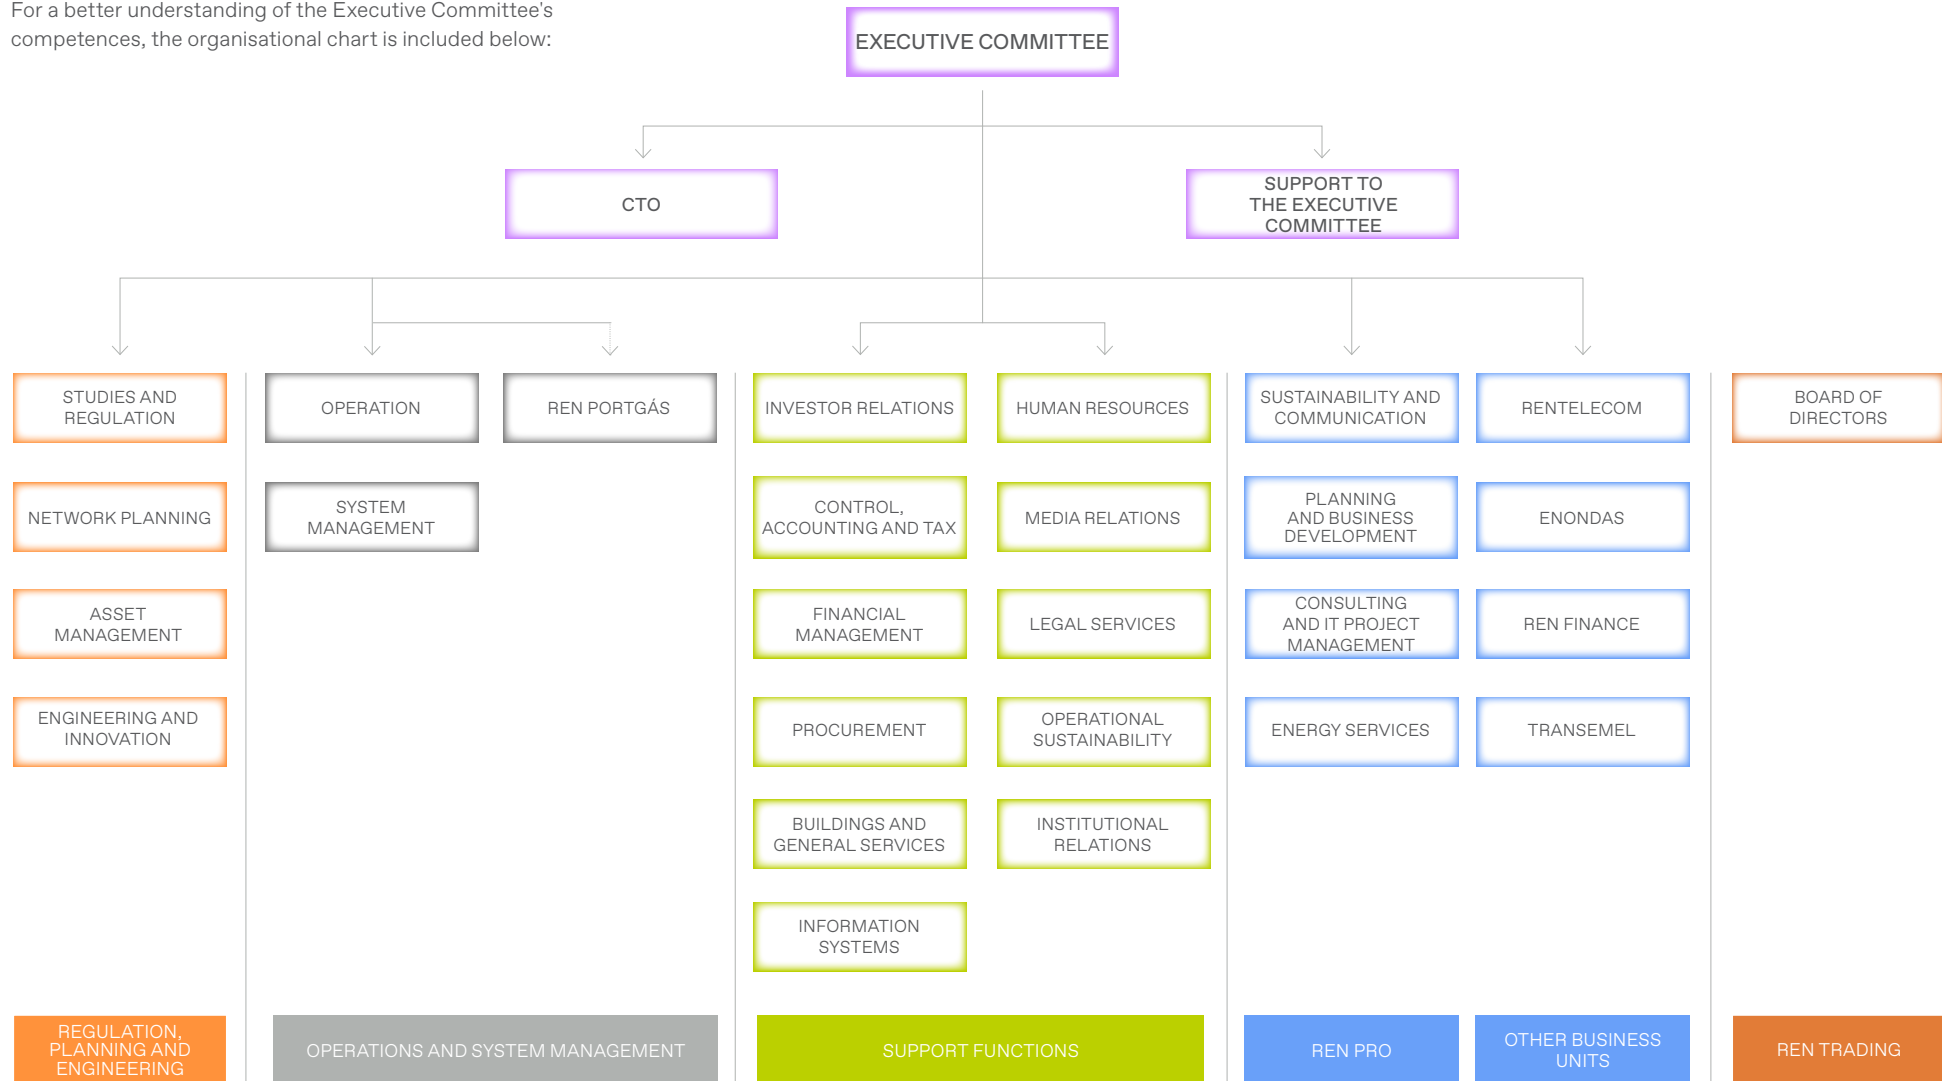 For a better understanding of the Executive Committee's
competences, the organisational chart is included below:
EXECUTIVE COMMITTEE
CTO
SUPPORT TO
THE EXECUTIVE
COMMITTEE
STUDIES AND
REGULATION
OPERATION
REN PORTGÁS
INVESTOR RELATIONS
HUMAN RESOURCES
SUSTAINABILITY AND
COMMUNICATION
RENTELECOM
BOARD OF
DIRECTORS
NETWORK PLANNING
SYSTEM
MANAGEMENT
CONTROL,
ACCOUNTING AND TAX
MEDIA RELATIONS
PLANNING
AND BUSINESS
DEVELOPMENT
ENONDAS
ASSET
MANAGEMENT
FINANCIAL
MANAGEMENT
LEGAL SERVICES
CONSULTING
AND IT PROJECT
MANAGEMENT
REN FINANCE
ENGINEERING AND
INNOVATION
PROCUREMENT
OPERATIONAL
SUSTAINABILITY
ENERGY SERVICES
TRANSEMEL
BUILDINGS AND
GENERAL SERVICES
INSTITUTIONAL
RELATIONS
INFORMATION
SYSTEMS
REGULATION,
PLANNING AND
ENGINEERING
OPERATIONS AND SYSTEM MANAGEMENT
SUPPORT FUNCTIONS
REN PRO
OTHER BUSINESS
UNITS
REN TRADING